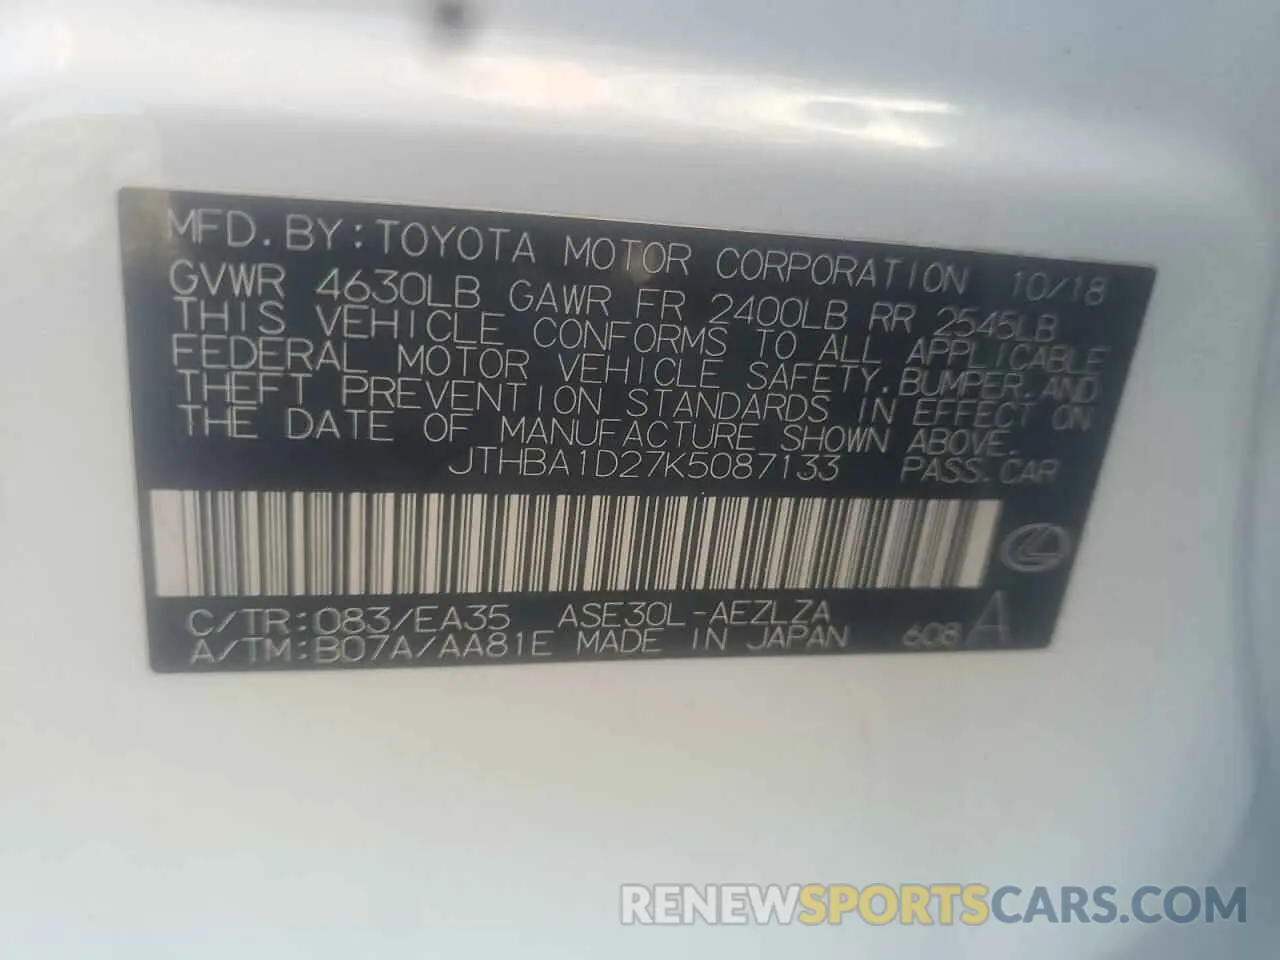 MFD. BY: TOYOTA MOTOR CORPORATION 10/18
GVWR 4630LB GAWR FR 2400LB RR 2545LB
THIS VEHICLE CONFORMS TO ALL APPLICABLE
FEDERAL MOTOR VEHICLE SAFETY, BUMPER, AND
THEFT PREVENTION STANDARDS IN EFFECT ON
THE DATE OF MANUFACTURE SHOWN ABOVE.
JTHBA1D27K5087133 PASS. CAR
C/TR: 083/EA35 ASE30L-AEZLZA
A/TM: B07A/AA81E MADE IN JAPAN 608 A
RENEWSPORTSCARS.COM